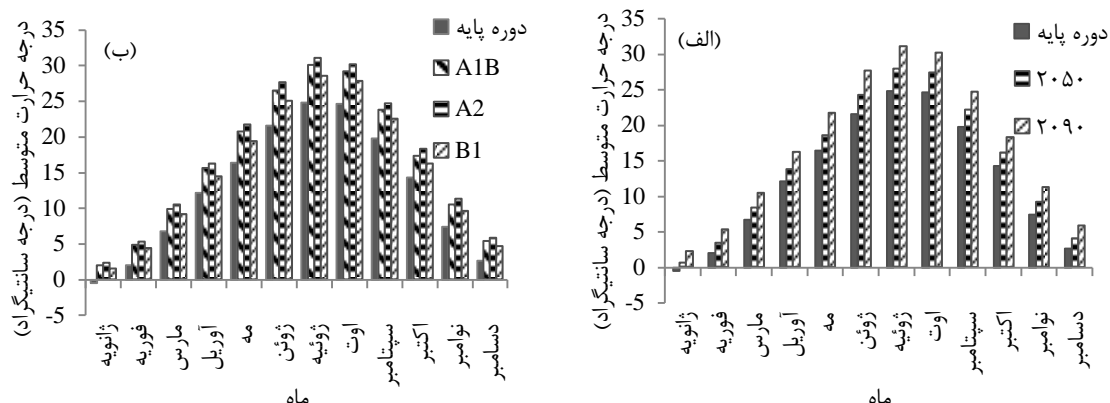 (الف)
درجه حرارت متوسط (درجه سانتیگراد)
35
30
25
20
15
10
5
0
-5
دوره پایه
۲۰۵۰
۲۰۹۰
ژانویه
فوریه
مارس
آوریل
مه
ژوئن
ژوئیه
اوت
سپتامبر
اکتبر
نوامبر
دسامبر
ماه
(ب)
درجه حرارت متوسط (درجه سانتیگراد)
35
30
25
20
15
10
5
0
-5
دوره پایه
A1B
A2
B1
ژانویه
فوریه
مارس
آوریل
مه
ژوئن
ژوئیه
اوت
سپتامبر
اکتبر
نوامبر
دسامبر
ماه